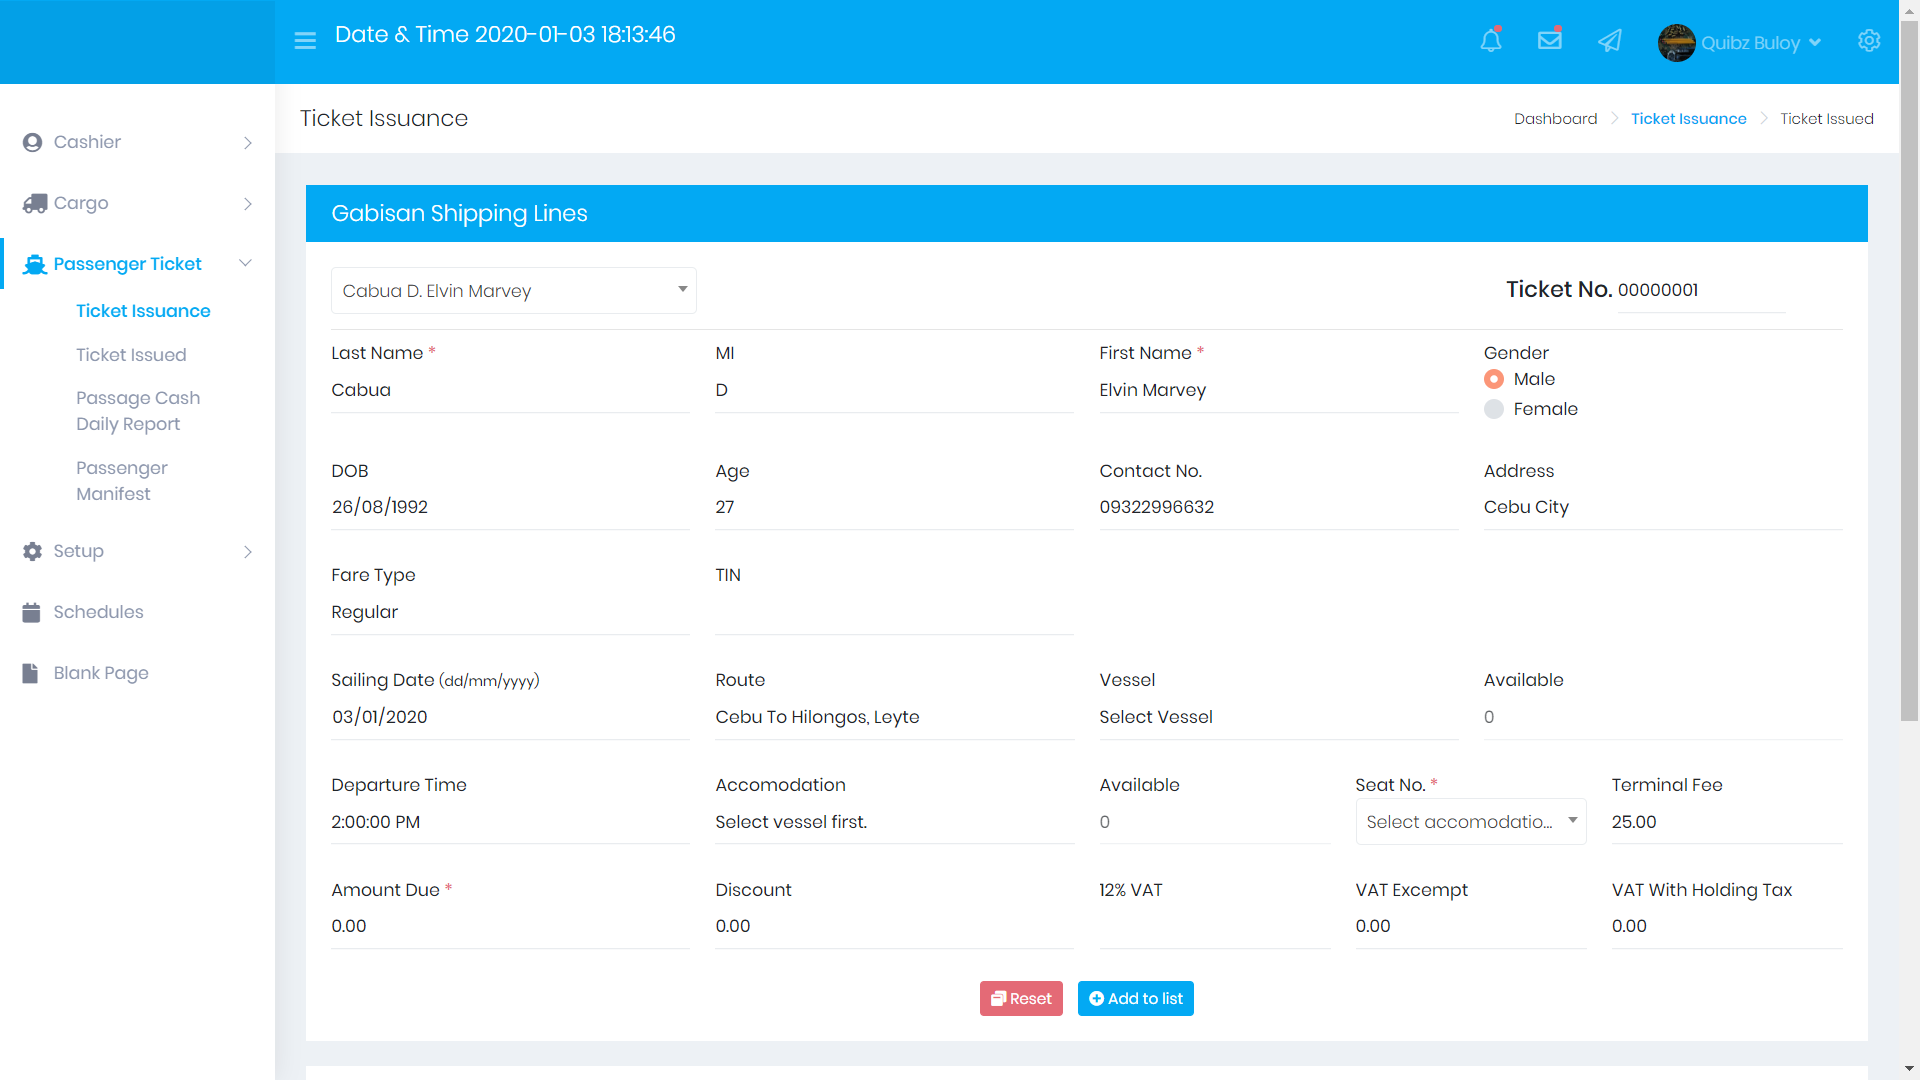 Date & Time 2020-01-03 18:13:46
Quibz Buloy
Cashier
Cargo
Passenger Ticket
Ticket Issuance
Ticket Issued
Passage Cash
Daily Report
Passenger
Manifest
Setup
Schedules
Blank Page
Ticket Issuance
Dashboard
Ticket Issuance
Ticket Issued
Gabisan Shipping Lines
Cabua D. Elvin Marvey
Ticket No. 00000001
Last Name *
Cabua
MI
D
First Name *
Elvin Marvey
Gender
Male
Female
DOB
26/08/1992
Age
27
Contact No.
09322996632
Address
Cebu City
Fare Type
Regular
TIN
Sailing Date (dd/mm/yyyy)
03/01/2020
Route
Cebu To Hilongos, Leyte
Vessel
Select Vessel
Available
0
Departure Time
2:00:00 PM
Accomodation
Select vessel first.
Available
0
Seat No. *
Select accomodatio...
Terminal Fee
25.00
Amount Due *
0.00
Discount
0.00
12% VAT
VAT Excempt
0.00
VAT With Holding Tax
0.00
Reset
Add to list